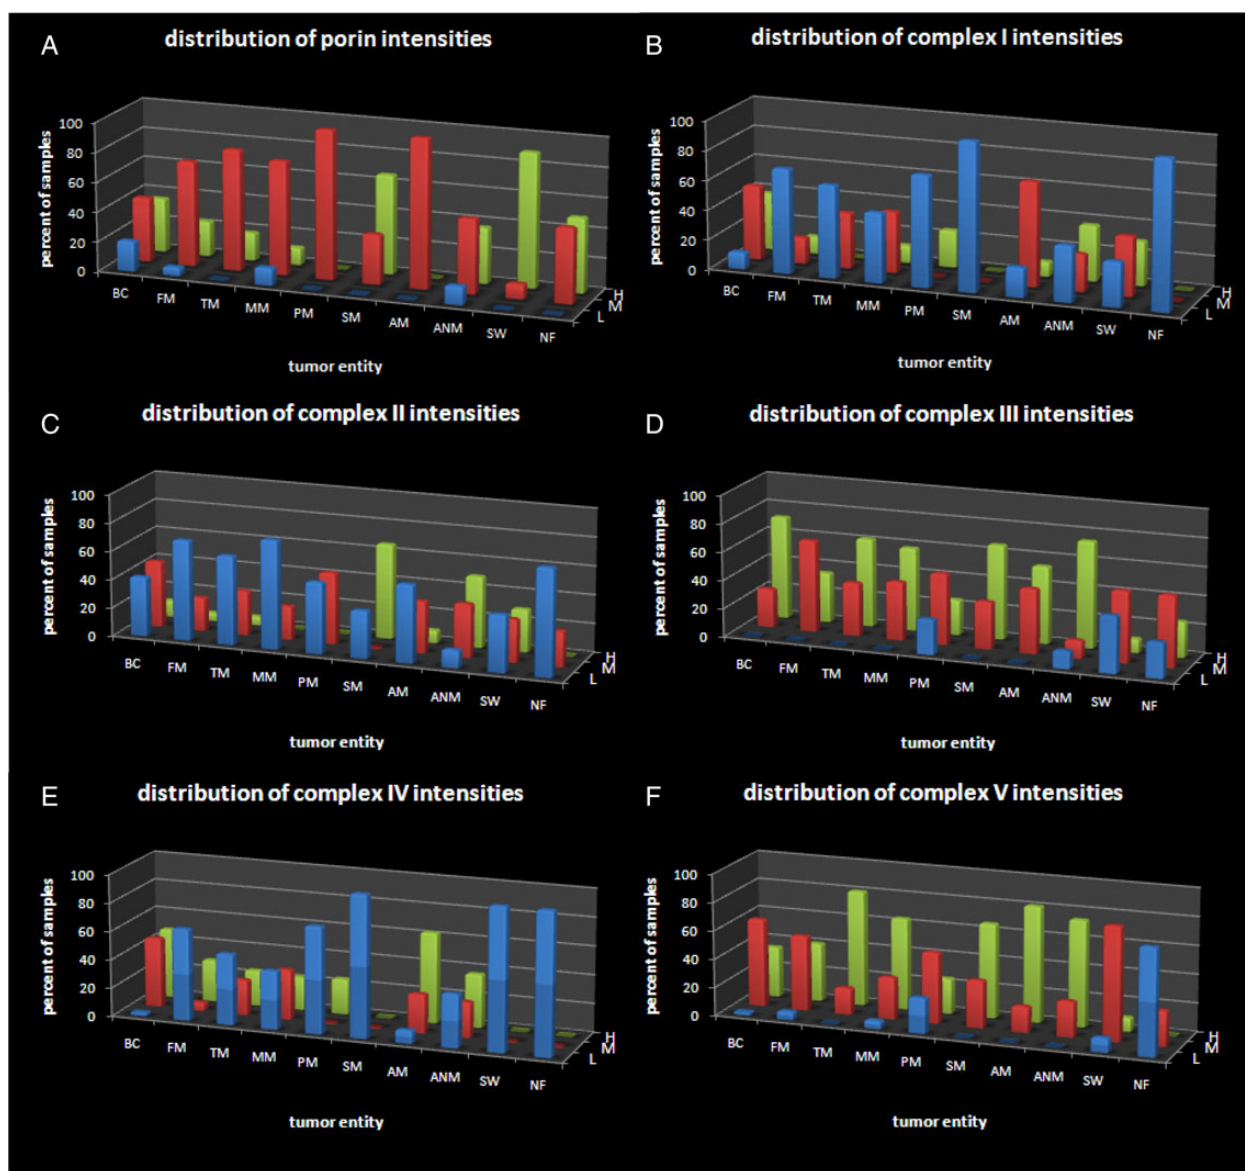 A
distribution of porin intensities
percent of samples
100
80
60
40
20
0
BC FM TM MM PM SM AM ANM SW NF
L M H
tumor entity
B
distribution of complex I intensities
percent of samples
100
80
60
40
20
0
BC FM TM MM PM SM AM ANM SW NF
L M H
tumor entity
C
distribution of complex II intensities
percent of samples
100
80
60
40
20
0
BC FM TM MM PM SM AM ANM SW NF
L M H
tumor entity
D
distribution of complex III intensities
percent of samples
100
80
60
40
20
0
BC FM TM MM PM SM AM ANM SW NF
L M H
tumor entity
E
distribution of complex IV intensities
percent of samples
100
80
60
40
20
0
BC FM TM MM PM SM AM ANM SW NF
L M H
tumor entity
F
distribution of complex V intensities
percent of samples
100
80
60
40
20
0
BC FM TM MM PM SM AM ANM SW NF
L M H
tumor entity